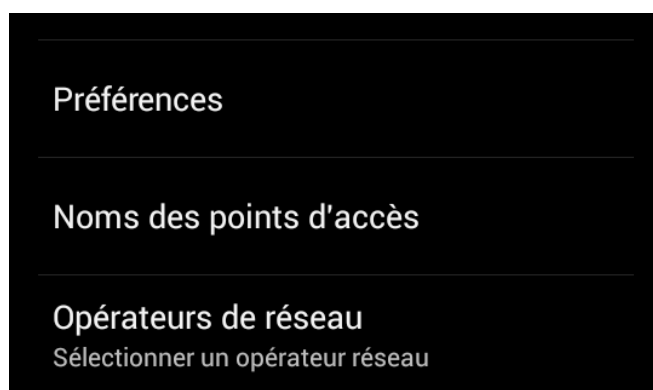 Préférences
Noms des points d'accès
Opérateurs de réseau
Sélectionner un opérateur réseau